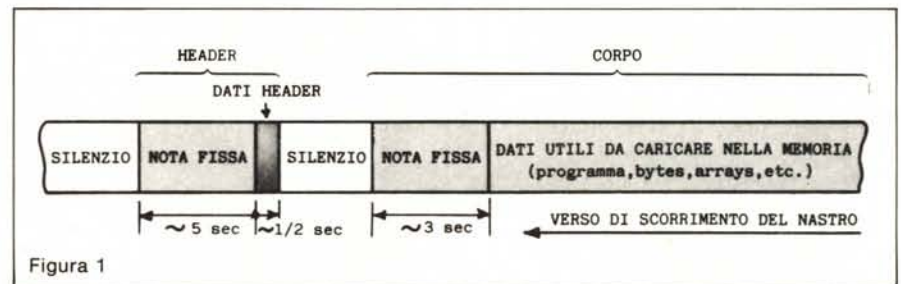 HEADER
CORPO
DATI HEADER
SILENZIO
NOTA FISSA
SILENZIO
NOTA FISSA
DATI UTILI DA CARICARE NELLA MEMORIA
(programma,bytes,arrays,etc.)
~ 5 sec
~1/2 sec
~3 sec
VERSO DI SCORRIMENTO DEL NASTRO
Figura 1